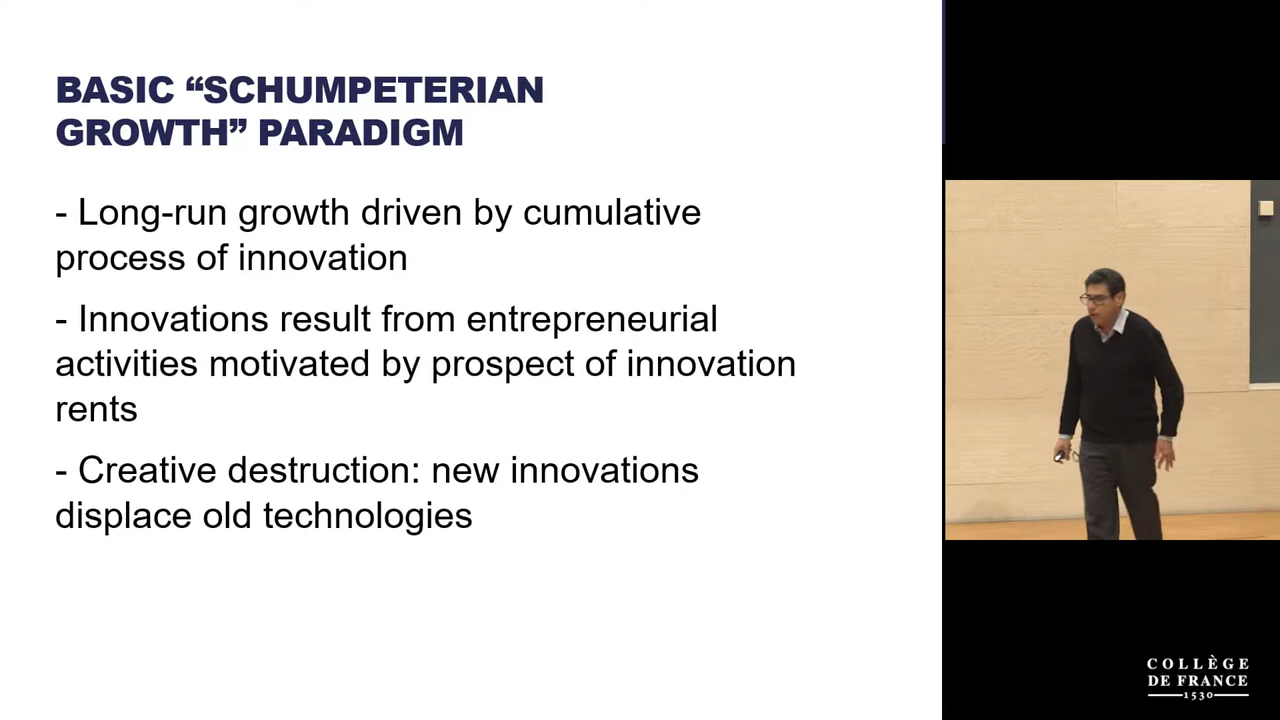 BASIC “SCHUMPETERIAN
GROWTH” PARADIGM
- Long-run growth driven by cumulative
process of innovation
- Innovations result from entrepreneurial
activities motivated by prospect of innovation
rents
- Creative destruction: new innovations
displace old technologies
COLLÈGE
DE FRANCE
1530